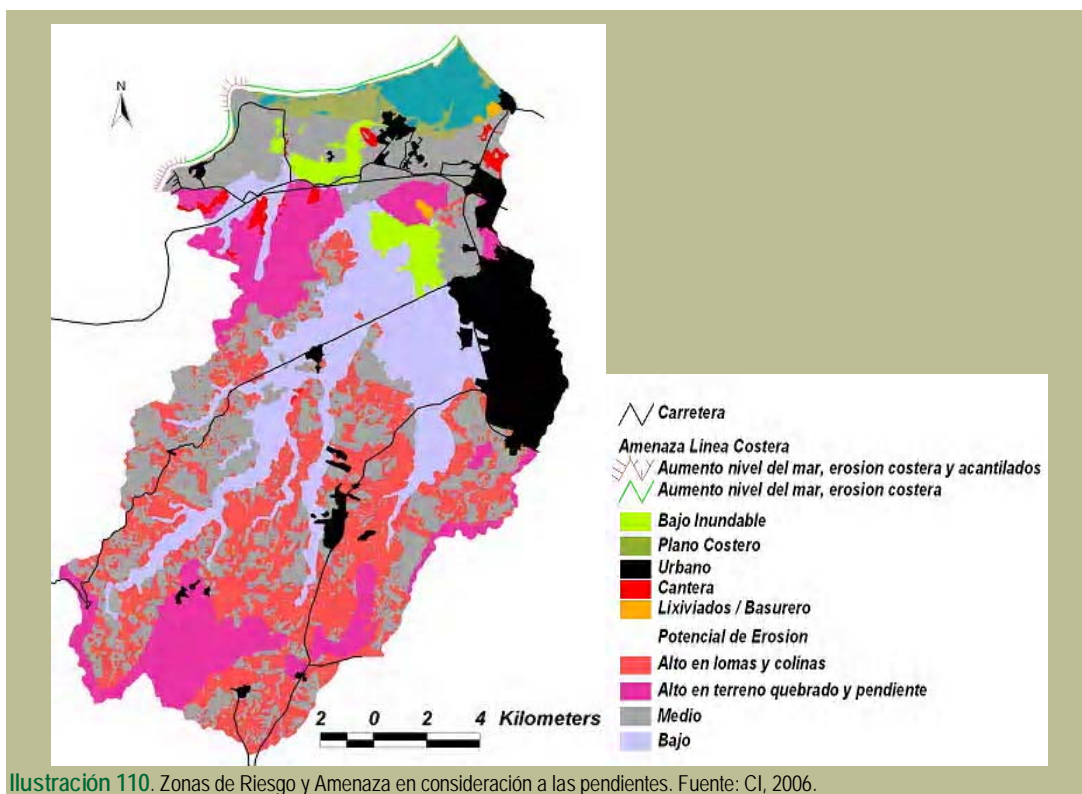 N
Carretera
Amenaza Linea Costera
Aumento nivel del mar, erosion costera y acantilados
Aumento nivel del mar, erosion costera
Bajo Inundable
Plano Costero
Urbano
Cantera
Lixiviados / Basurero
Potencial de Erosion
Alto en lomas y colinas
Alto en terreno quebrado y pendiente
Medio
Bajo
2 0 2 4 Kilometers
Ilustración 110. Zonas de Riesgo y Amenaza en consideración a las pendientes. Fuente: CI, 2006.